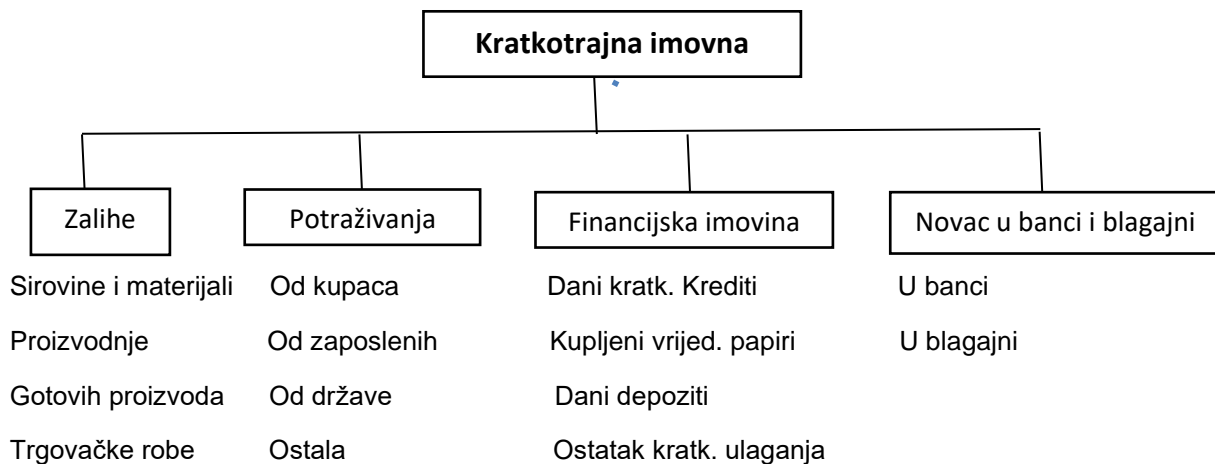 Kratkotrajna imovna
Zalihe
Potraživanja
Financijska imovina
Novac u banci i blagajni
Sirovine i materijali Od kupaca Dani kratk. Krediti U banci
Proizvodnje Od zaposlenih Kupljeni vrijed. papiri U blagajni
Gotovih proizvoda Od države Dani depoziti
Trgovačke robe Ostala Ostatak kratk. ulaganja